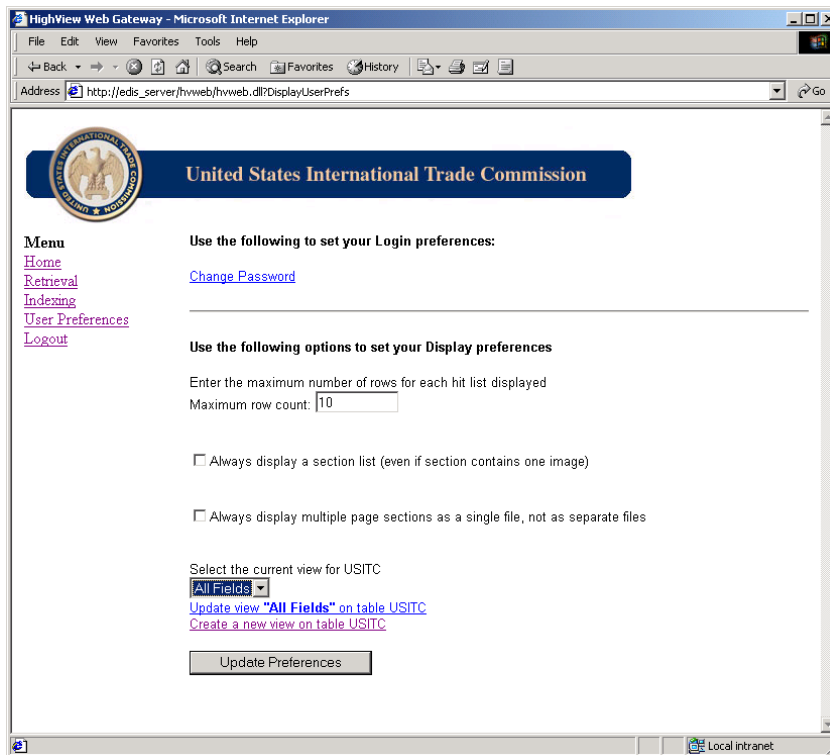 HighView Web Gateway - Microsoft Internet Explorer
File Edit View Favorites Tools Help
Back Search Favorites History
Address http://edis_server/hvweb/hvweb.dll?DisplayUserPrefs Go
UNITED STATES INTERNATIONAL TRADE COMMISSION
United States International Trade Commission
Menu
Home
Retrieval
Indexing
User Preferences
Logout
Use the following to set your Login preferences:
Change Password
Use the following options to set your Display preferences
Enter the maximum number of rows for each hit list displayed
Maximum row count: 10
Always display a section list (even if section contains one image)
Always display multiple page sections as a single file, not as separate files
Select the current view for USITC
All Fields
Update view "All Fields" on table USITC
Create a new view on table USITC
Update Preferences
Local intranet